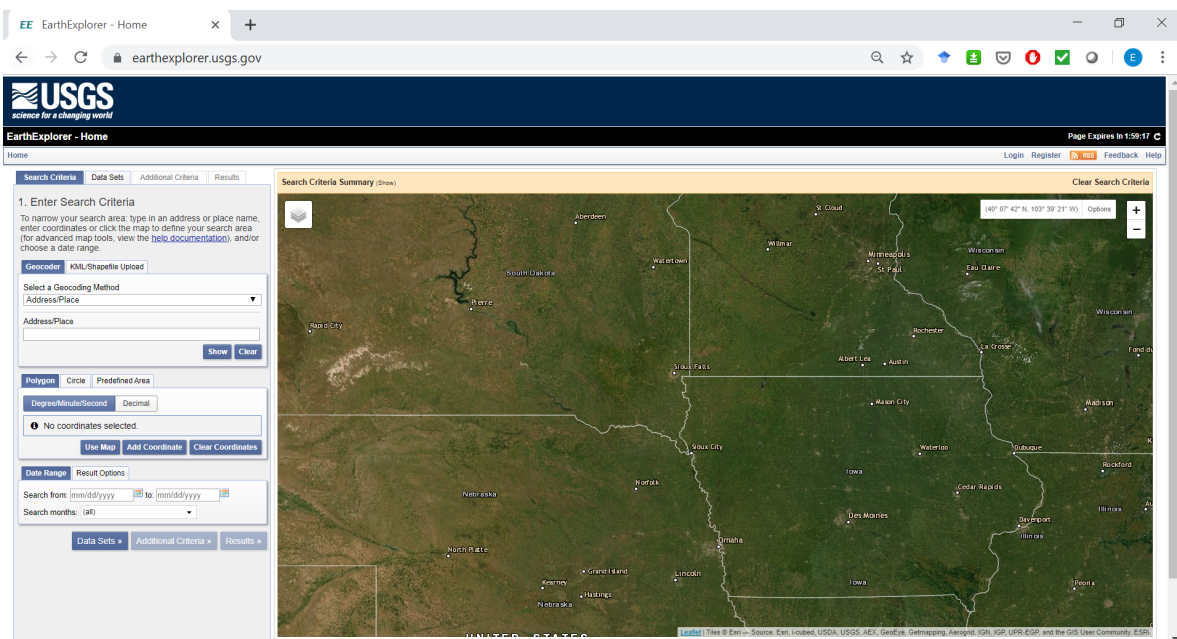 EE EarthExplorer - Home
earthexplorer.usgs.gov
E
USGS
science for a changing world
EarthExplorer - Home
Page Expires In 1:59:17
Home
Login Register RSS Feedback Help
Search Criteria Data Sets Additional Criteria Results
1. Enter Search Criteria
To narrow your search area: type in an address or place name,
enter coordinates or click the map to define your search area
(for advanced map tools, view the help documentation), and/or
choose a date range.
Geocoder KML/Shapefile Upload
Select a Geocoding Method
Address/Place
Address/Place
Show Clear
Polygon Circle Predefined Area
Degree/Minute/Second Decimal
No coordinates selected.
Use Map Add Coordinate Clear Coordinates
Date Range Result Options
Search from: mm/dd/yyyy to: mm/dd/yyyy
Search months: (all)
Data Sets » Additional Criteria » Results »
Search Criteria Summary (Show)
Clear Search Criteria
(40° 07' 42" N, 103° 39' 21" W) Options
+
−
Aberdeen
St Cloud
Willmar
Minneapolis
St Paul
Wisconsin
Eau Claire
Watertown
South Dakota
Pierre
Rapid City
Wisconsin
Rochester
La Crosse
Fond du
Albert Lea
Austin
Sioux Falls
Mason City
Madison
Sioux City
Waterloo
Dubuque
K
Rockford
Iowa
Norfolk
Nebraska
Cedar Rapids
Illinois
Au
Des Moines
Davenport
Illinois
Omaha
North Platte
Grand Island
Lincoln
Kearney
Hastings
Nebraska
Iowa
Peoria
UNITED STATES
Leaflet | Tiles © Esri — Source: Esri, i-cubed, USDA, USGS, AEX, GeoEye, Getmapping, Aerogrid, IGN, IGP, UPR-EGP, and the GIS User Community, ESRI